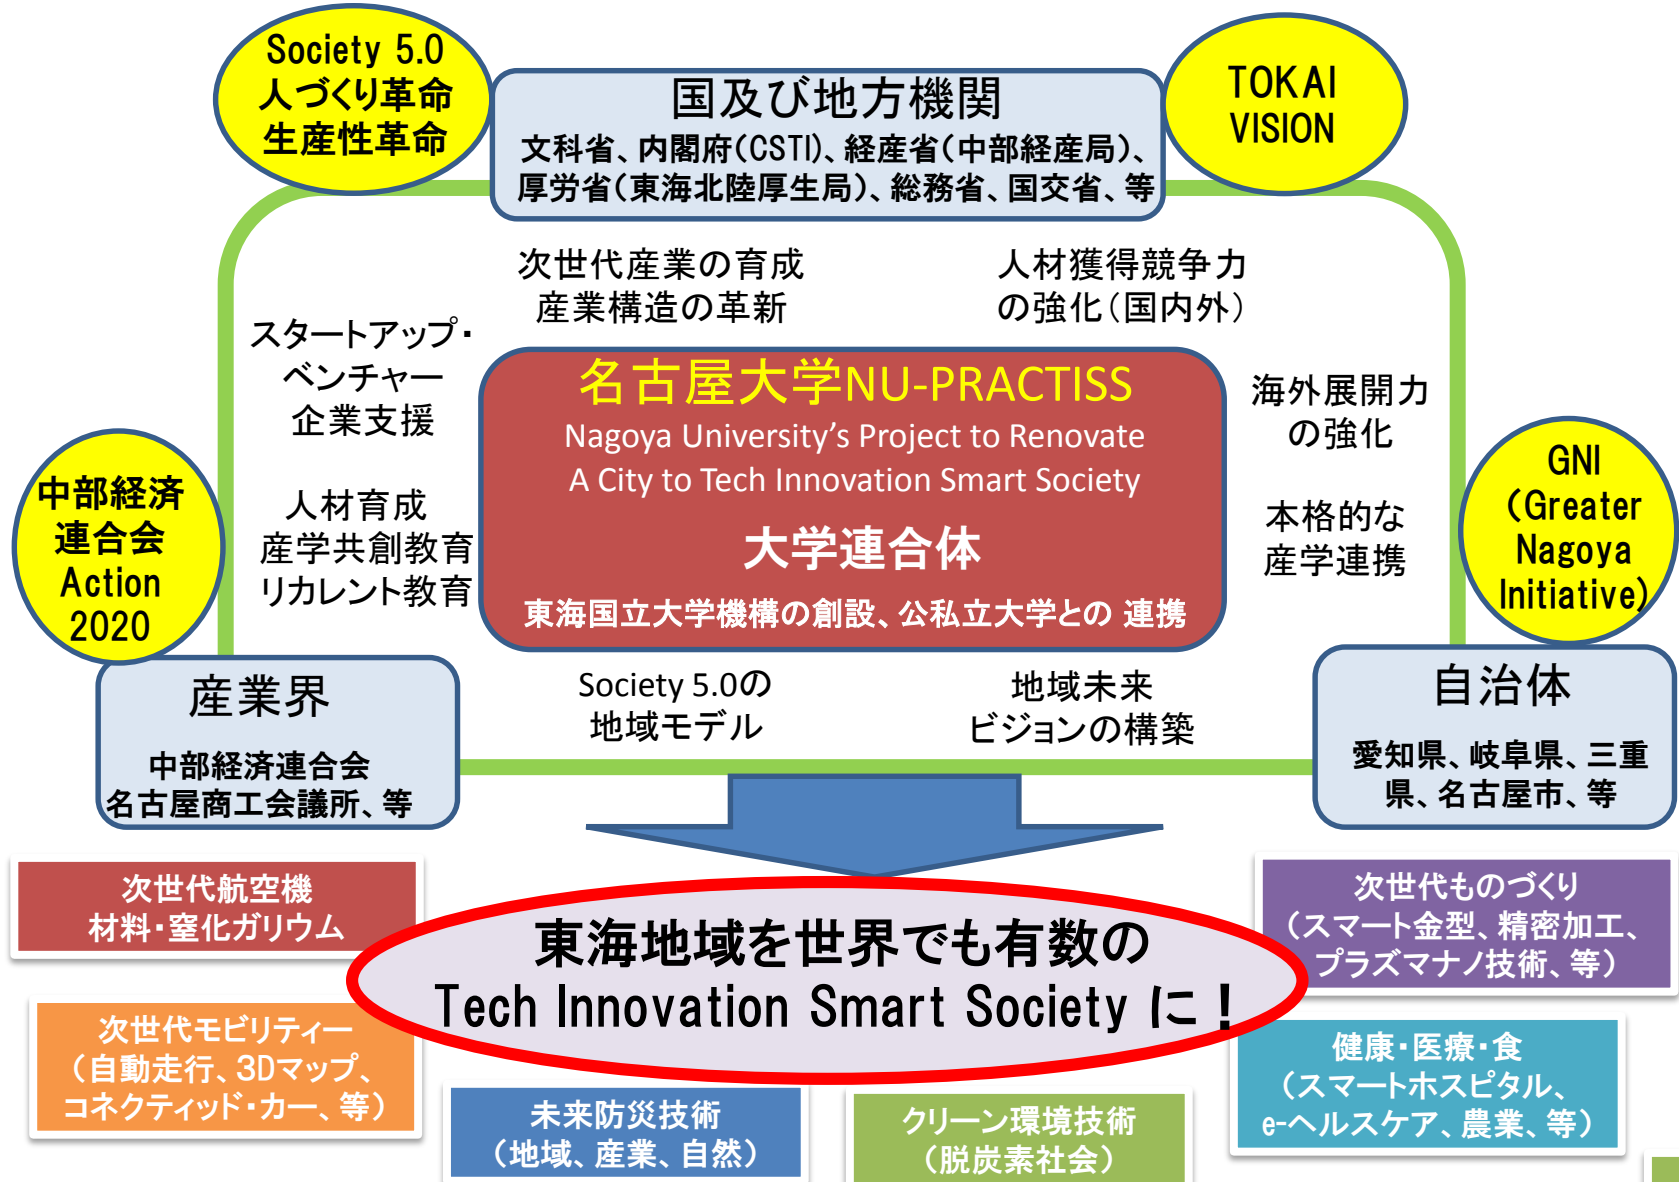 Society 5.0
人づくり革命
生産性革命
国及び地方機関
文科省、内閣府(CSTI)、経産省(中部経産局)、
厚労省(東海北陸厚生局)、総務省、国交省、等
TOKAI
VISION
次世代産業の育成
産業構造の革新
人材獲得競争力
の強化(国内外)
スタートアップ・
ベンチャー
企業支援
人材育成
産学共創教育
リカレント教育
名古屋大学NU-PRACTISS
Nagoya University's Project to Renovate
A City to Tech Innovation Smart Society
大学連合体
東海国立大学機構の創設、公私立大学との 連携
海外展開力
の強化
本格的な
産学連携
中部経済
連合会
Action
2020
GNI
(Greater
Nagoya
Initiative)
産業界
中部経済連合会
名古屋商工会議所、等
Society 5.0の
地域モデル
地域未来
ビジョンの構築
自治体
愛知県、岐阜県、三重
県、名古屋市、等
次世代航空機
材料・窒化ガリウム
東海地域を世界でも有数の
Tech Innovation Smart Society に！
次世代ものづくり
(スマート金型、精密加工、
プラズマナノ技術、等)
次世代モビリティー
(自動走行、3Dマップ、
コネクティッド・カー、等)
未来防災技術
(地域、産業、自然)
クリーン環境技術
(脱炭素社会)
健康・医療・食
(スマートホスピタル、
e-ヘルスケア、農業、等)